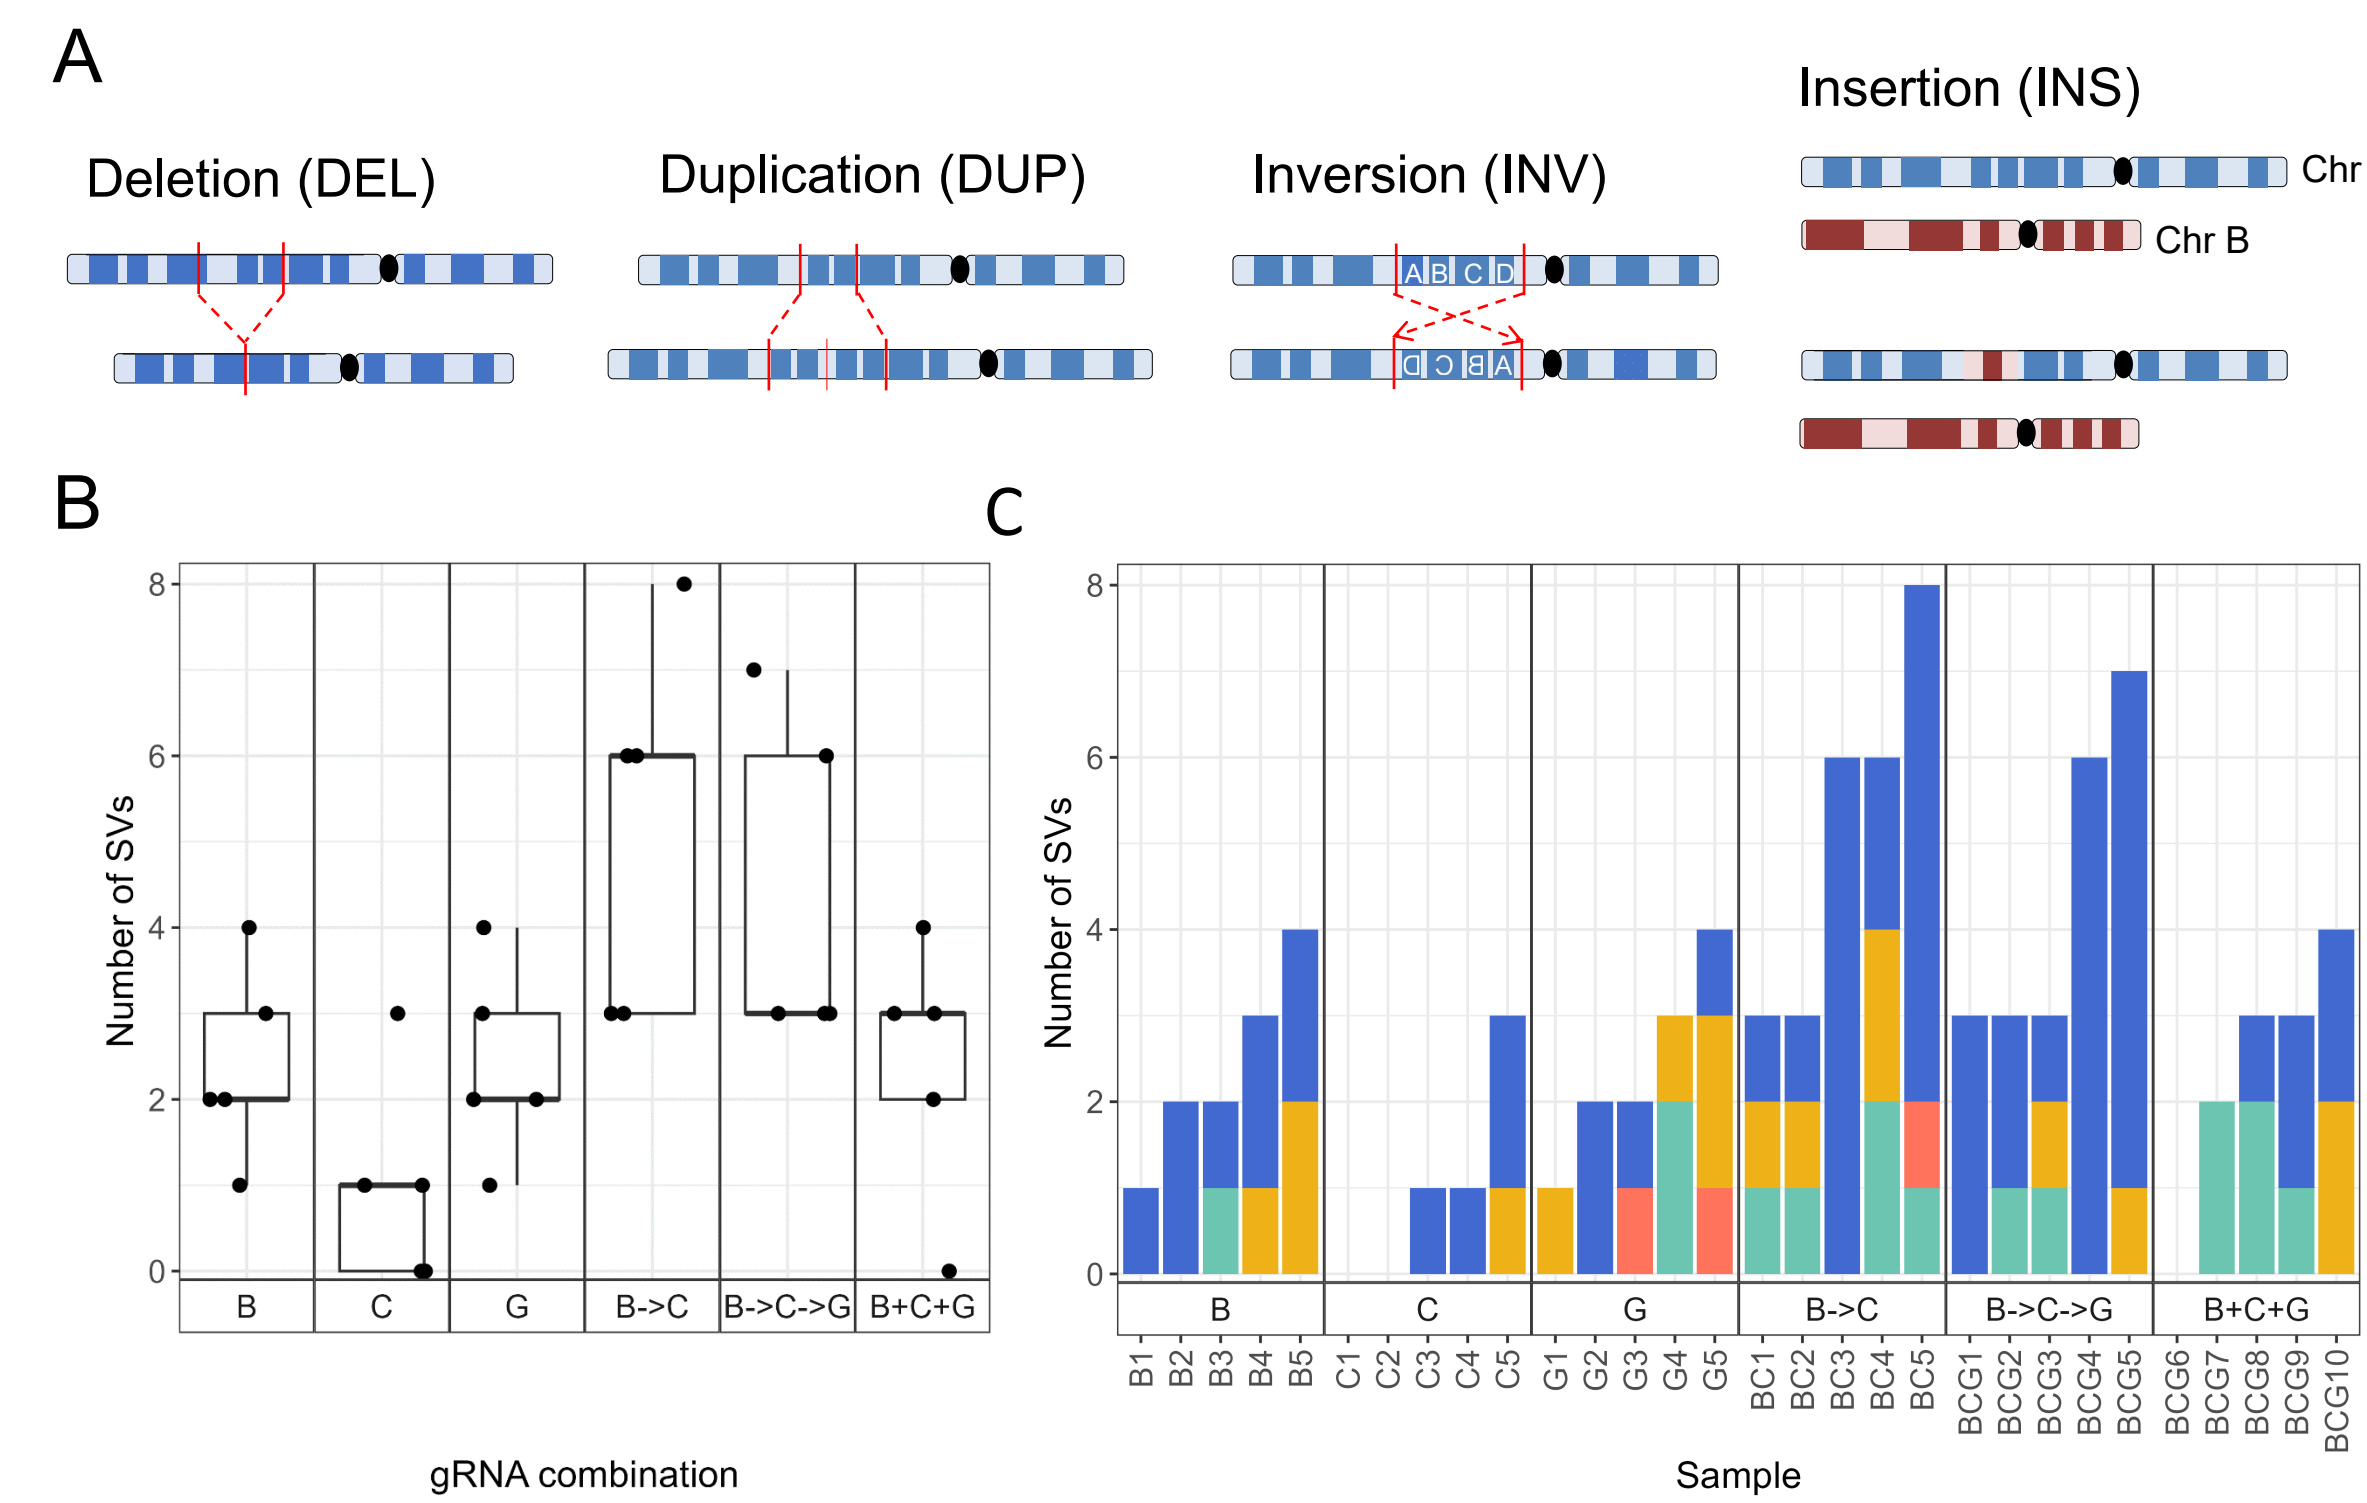 A
Deletion (DEL)
Duplication (DUP)
Inversion (INV)
Insertion (INS)
Chr
Chr B
A B C D
D C B A
B
Number of SVs
8
6
4
2
0
B C G B->C B->C->G B+C+G
gRNA combination
C
Number of SVs
8
6
4
2
0
B C G B->C B->C->G B+C+G
B1 B2 B3 B4 B5 C1 C2 C3 C4 C5 G1 G2 G3 G4 G5 BC1 BC2 BC3 BC4 BC5 BCG1 BCG2 BCG3 BCG4 BCG5 BCG6 BCG7 BCG8 BCG9 BCG10
Sample